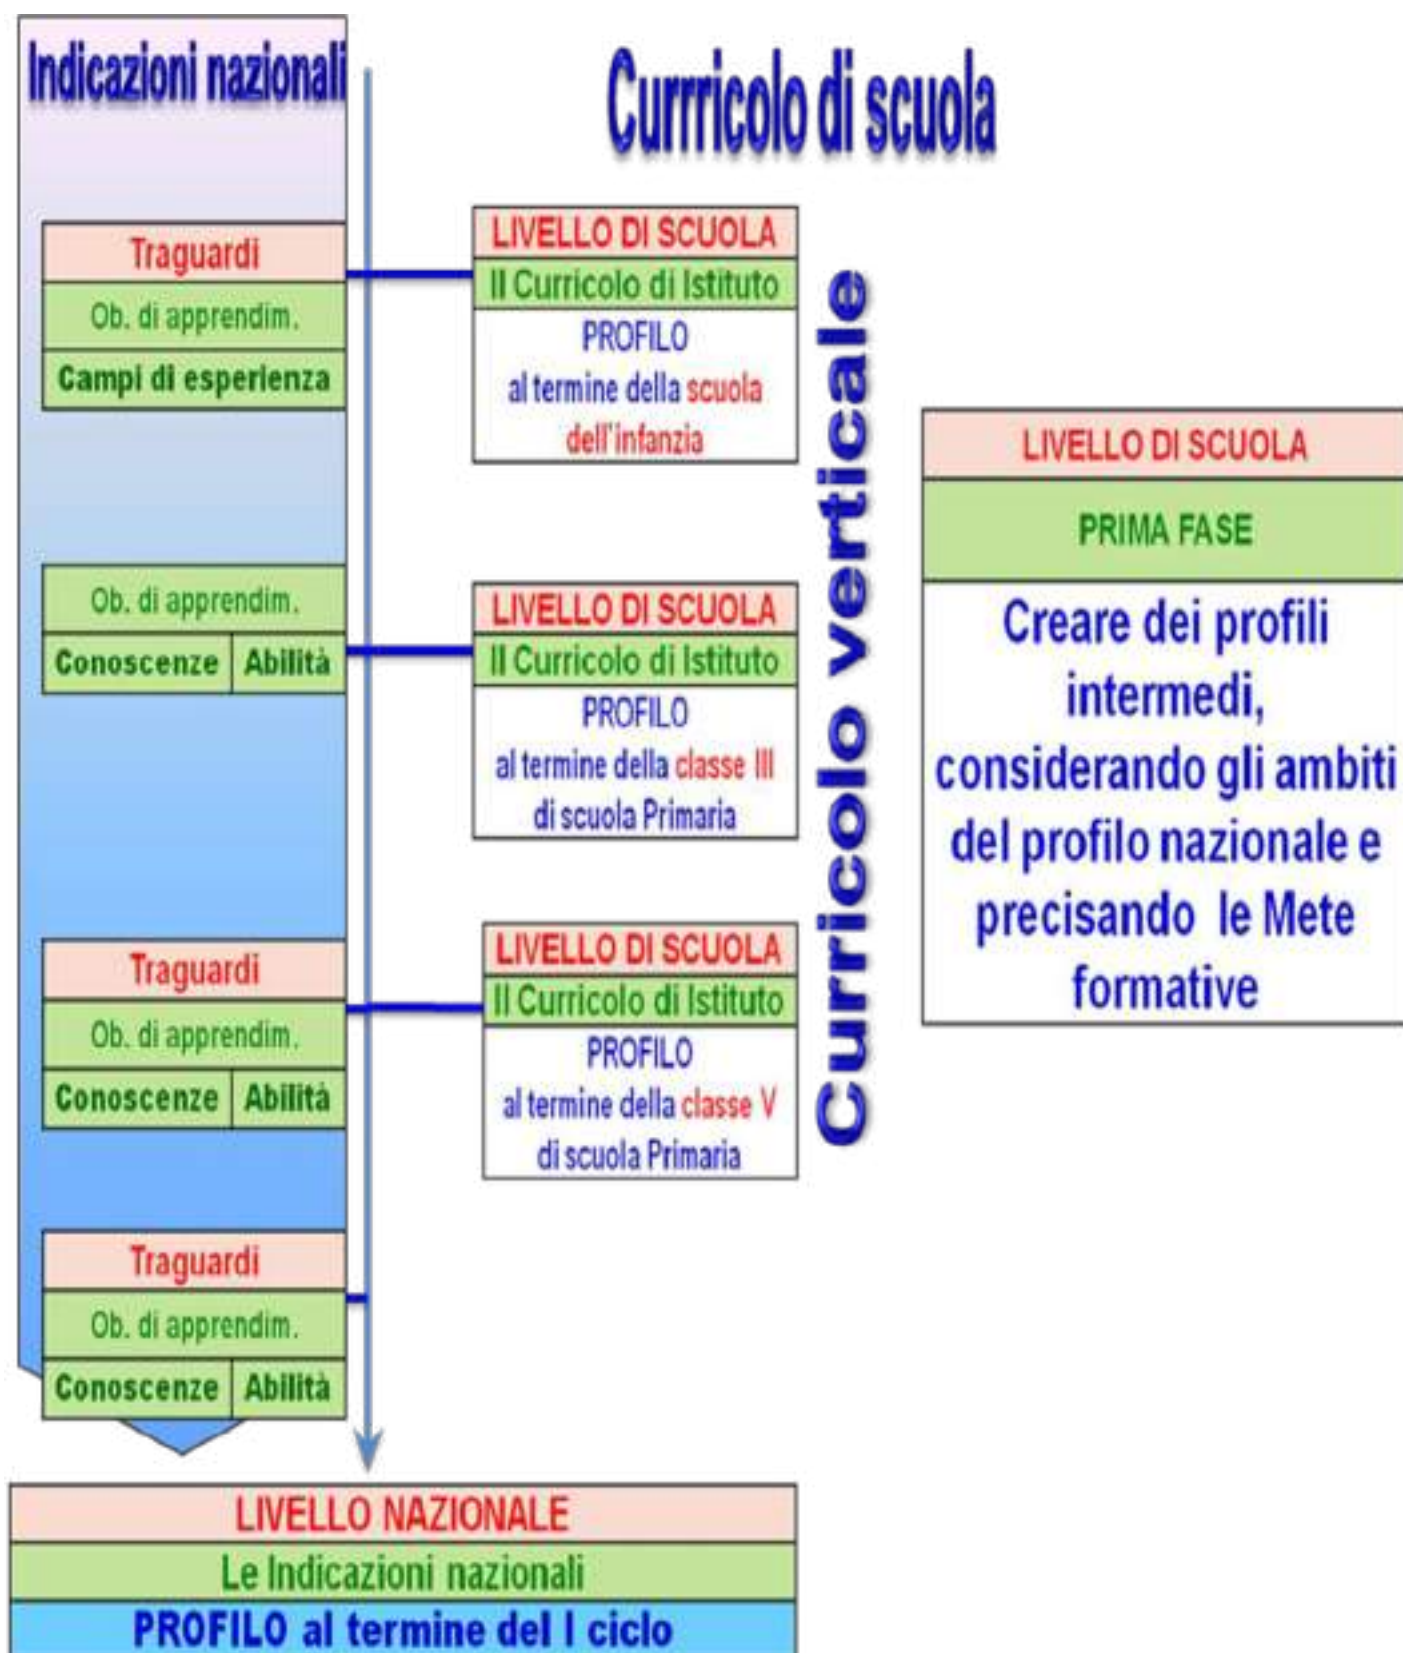 Indicazioni nazionali
Currricolo di scuola
Traguardi
Ob. di apprendim.
Campi di esperienza
LIVELLO DI SCUOLA
Il Curricolo di Istituto
PROFILO
al termine della scuola
dell'infanzia
Ob. di apprendim.
Conoscenze Abilità
LIVELLO DI SCUOLA
Il Curricolo di Istituto
PROFILO
al termine della classe III
di scuola Primaria
Traguardi
Ob. di apprendim.
Conoscenze Abilità
LIVELLO DI SCUOLA
Il Curricolo di Istituto
PROFILO
al termine della classe V
di scuola Primaria
Traguardi
Ob. di apprendim.
Conoscenze Abilità
Curricolo verticale
LIVELLO DI SCUOLA
PRIMA FASE
Creare dei profili
intermedi,
considerando gli ambiti
del profilo nazionale e
precisando le Mete
formative
LIVELLO NAZIONALE
Le Indicazioni nazionali
PROFILO al termine del I ciclo